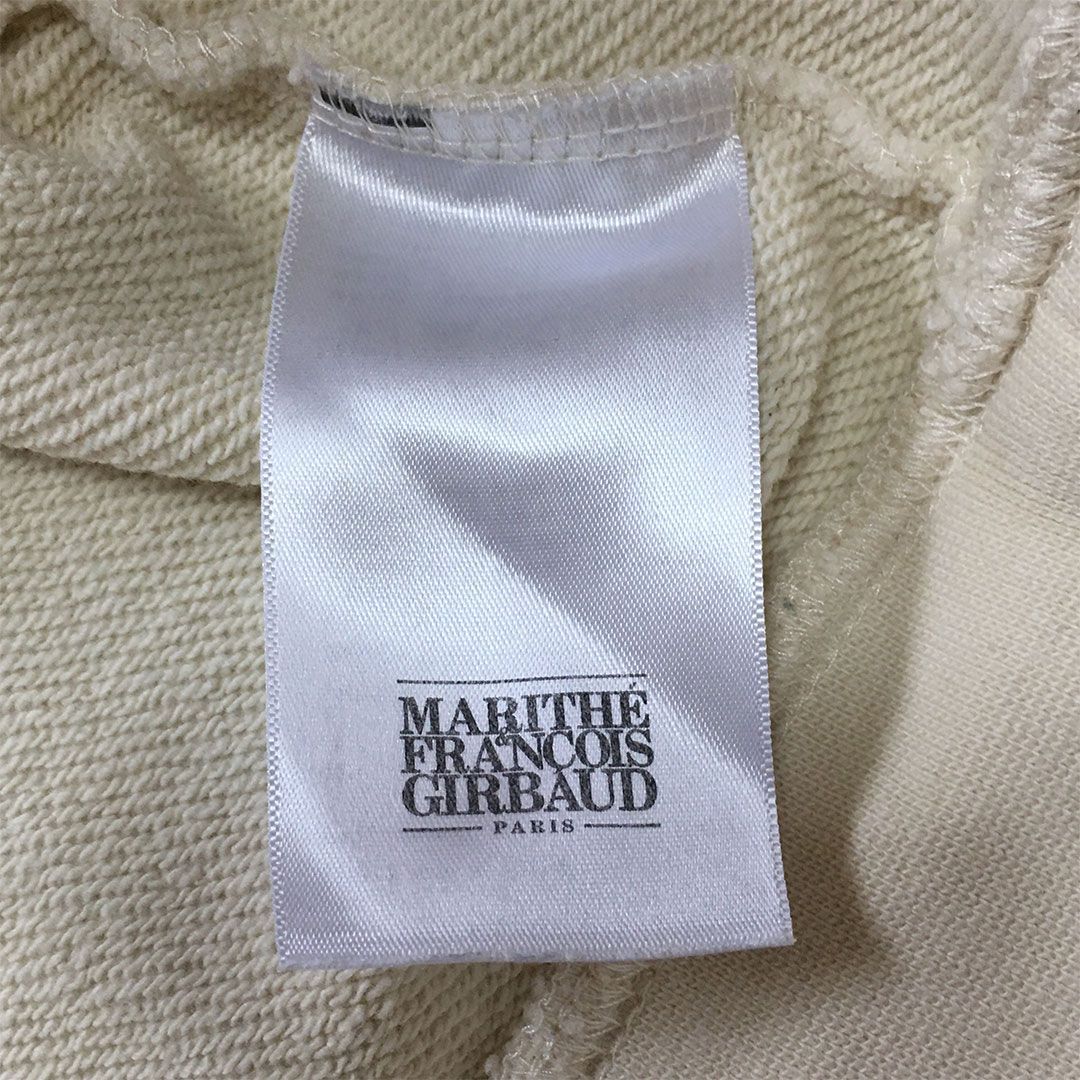 MARITHÉ
FRANÇOIS
&
GIRBAUD
PARIS